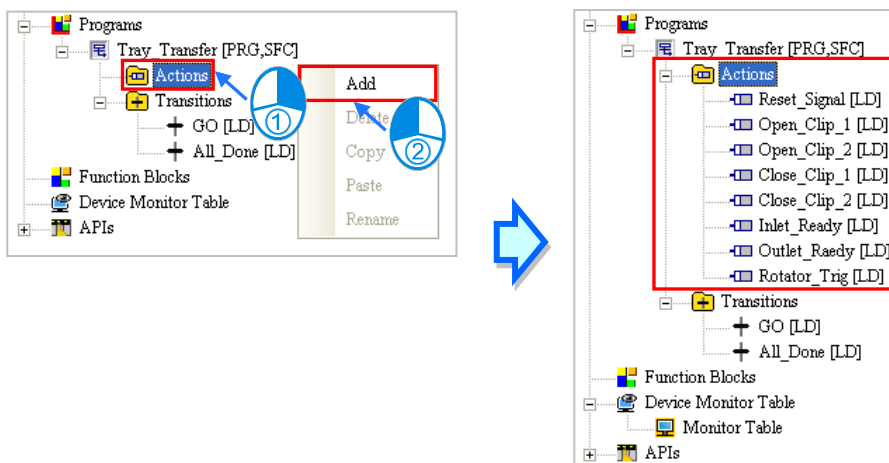 Programs
Tray_Transfer [PRG,SFC]
Actions
Transitions
GO [LD]
All_Done [LD]
Function Blocks
Device Monitor Table
APIs
Add
Delete
Copy
Paste
Rename
1
2
Programs
Tray_Transfer [PRG,SFC]
Actions
Reset_Signal [LD]
Open_Clip_1 [LD]
Open_Clip_2 [LD]
Close_Clip_1 [LD]
Close_Clip_2 [LD]
Inlet_Ready [LD]
Outlet_Raedy [LD]
Rotator_Trig [LD]
Transitions
GO [LD]
All_Done [LD]
Function Blocks
Device Monitor Table
Monitor Table
APIs